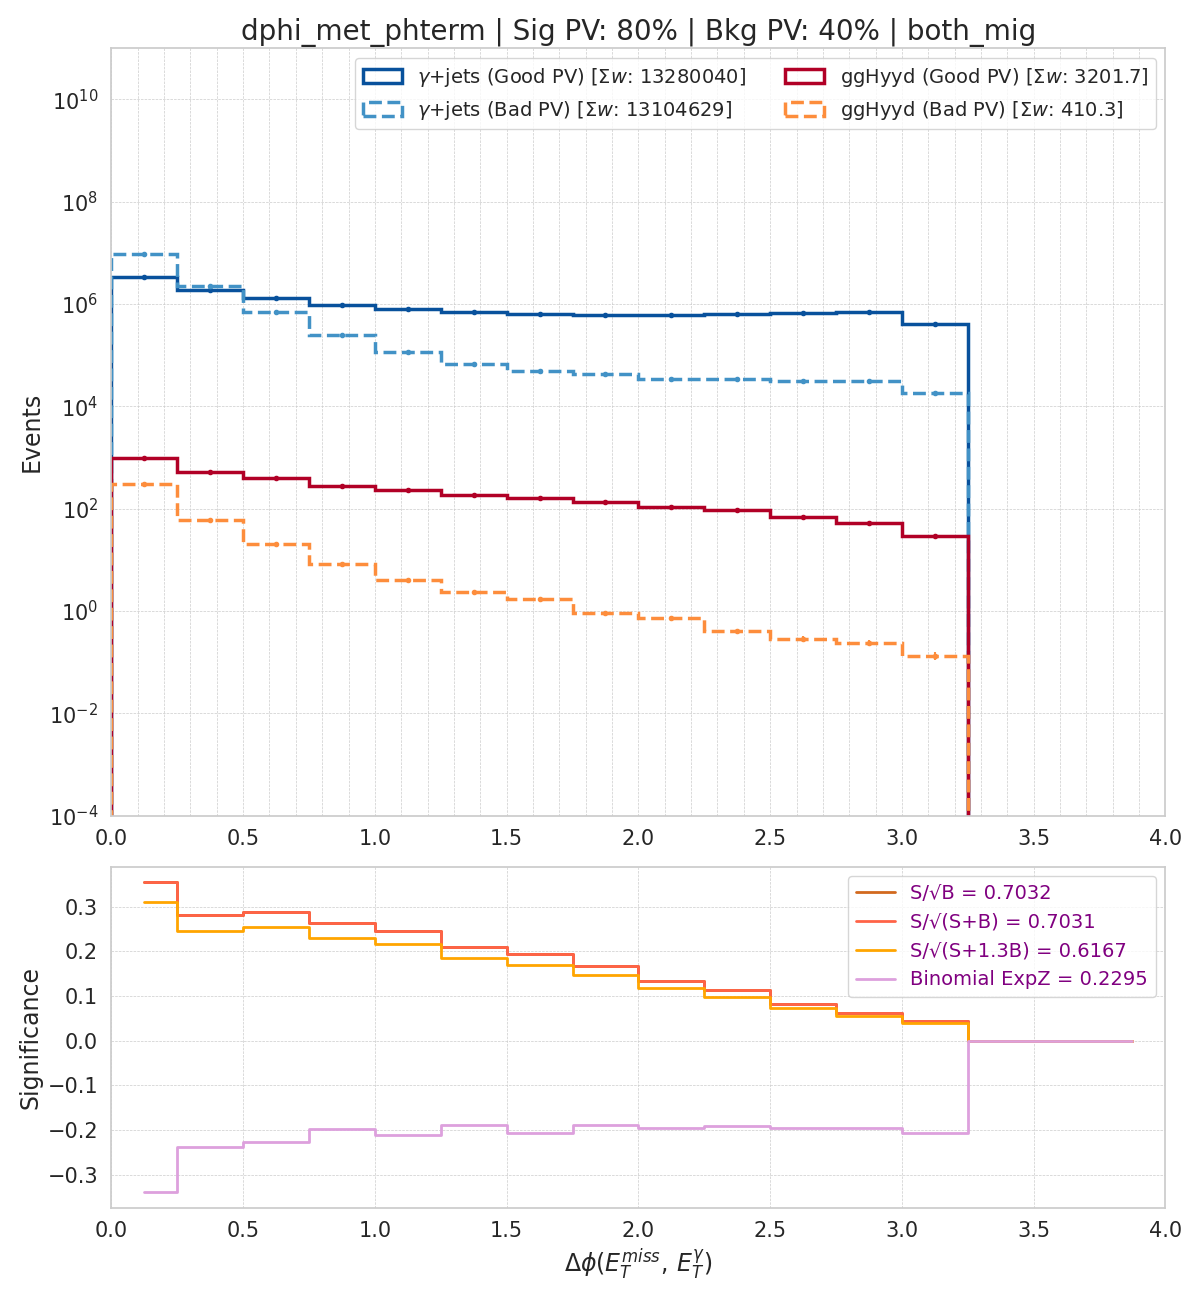 dphi_met_phterm | Sig PV: 80% | Bkg PV: 40% | both_mig
γ+jets (Good PV) [Σw: 13280040]
γ+jets (Bad PV) [Σw: 13104629]
ggHyyd (Good PV) [Σw: 3201.7]
ggHyyd (Bad PV) [Σw: 410.3]
Events
10^10
10^8
10^6
10^4
10^2
10^0
10^−2
10^−4
0.0 0.5 1.0 1.5 2.0 2.5 3.0 3.5 4.0
S/√B = 0.7032
S/√(S+B) = 0.7031
S/√(S+1.3B) = 0.6167
Binomial ExpZ = 0.2295
Significance
0.3
0.2
0.1
0.0
−0.1
−0.2
−0.3
0.0 0.5 1.0 1.5 2.0 2.5 3.0 3.5 4.0
Δϕ(E_T^miss, E_T^γ)